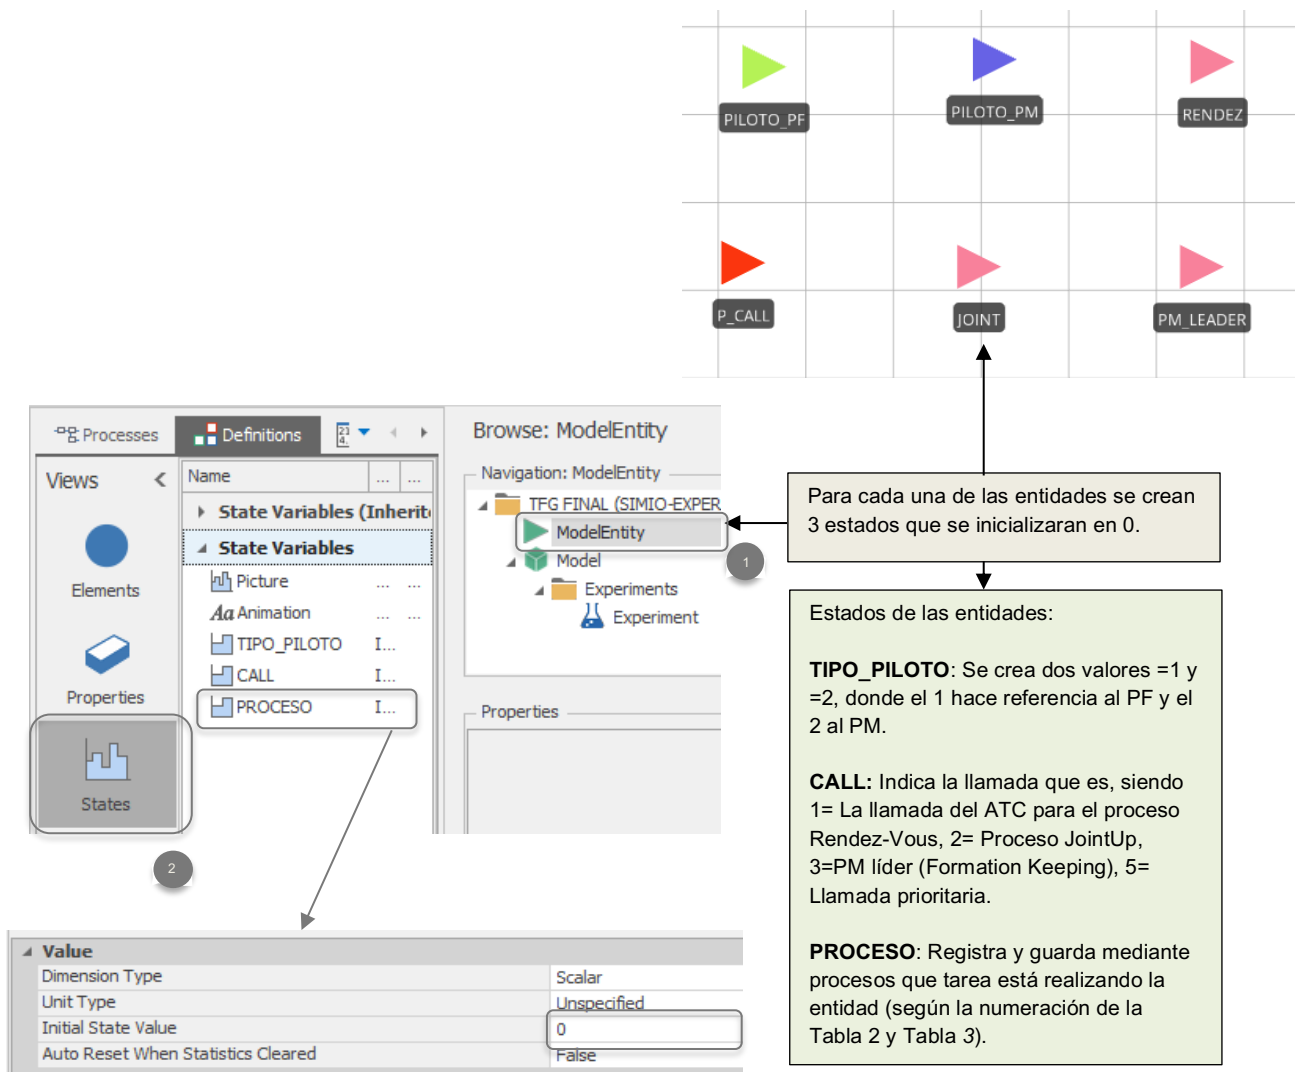 PILOTO_PF
PILOTO_PM
RENDEZ
P_CALL
JOINT
PM_LEADER
Processes
Definitions
Views
Elements
Properties
States
Name ... ...
State Variables (Inherit
State Variables
Picture ... ...
Aa Animation ... ...
TIPO_PILOTO I...
CALL I...
PROCESO I...
2
Browse: ModelEntity
Navigation: ModelEntity
TFG FINAL (SIMIO-EXPER
ModelEntity
Model
Experiments
Experiment
Properties
1
Para cada una de las entidades se crean
3 estados que se inicializaran en 0.
Estados de las entidades:
TIPO_PILOTO: Se crea dos valores =1 y
=2, donde el 1 hace referencia al PF y el
2 al PM.
CALL: Indica la llamada que es, siendo
1= La llamada del ATC para el proceso
Rendez-Vous, 2= Proceso JointUp,
3=PM líder (Formation Keeping), 5=
Llamada prioritaria.
PROCESO: Registra y guarda mediante
procesos que tarea está realizando la
entidad (según la numeración de la
Tabla 2 y Tabla 3).
Value
Dimension Type Scalar
Unit Type Unspecified
Initial State Value 0
Auto Reset When Statistics Cleared False